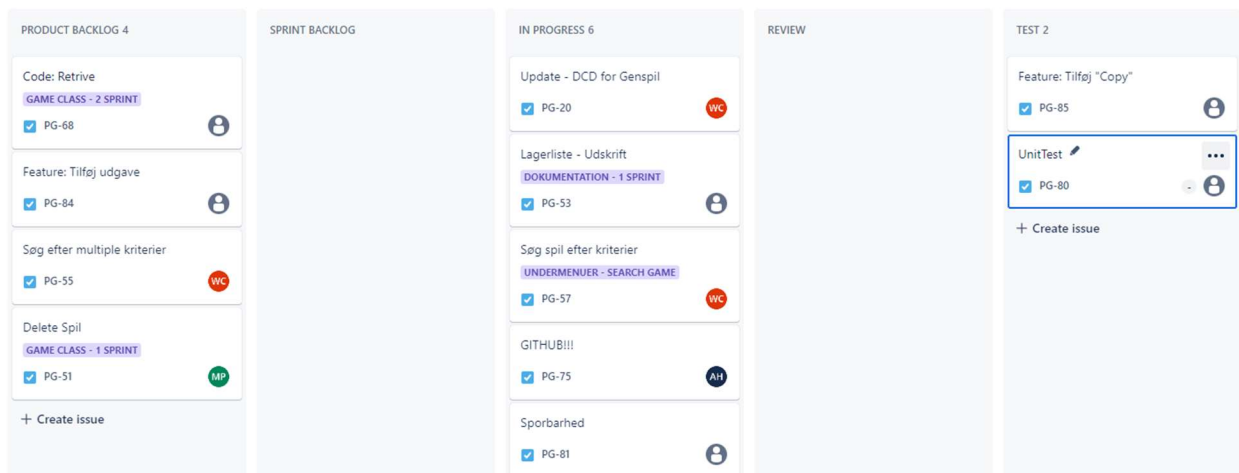 PRODUCT BACKLOG 4
Code: Retrive
GAME CLASS - 2 SPRINT
PG-68
Feature: Tilføj udgave
PG-84
Søg efter multiple kriterier
PG-55
WC
Delete Spil
GAME CLASS - 1 SPRINT
PG-51
MP
+ Create issue
SPRINT BACKLOG
IN PROGRESS 6
Update - DCD for Genspil
PG-20
WC
Lagerliste - Udskrift
DOKUMENTATION - 1 SPRINT
PG-53
Søg spil efter kriterier
UNDERMENUER - SEARCH GAME
PG-57
WC
GITHUB!!!
PG-75
AH
Sporbarhed
PG-81
REVIEW
TEST 2
Feature: Tilføj "Copy"
PG-85
UnitTest
PG-80
-
+ Create issue